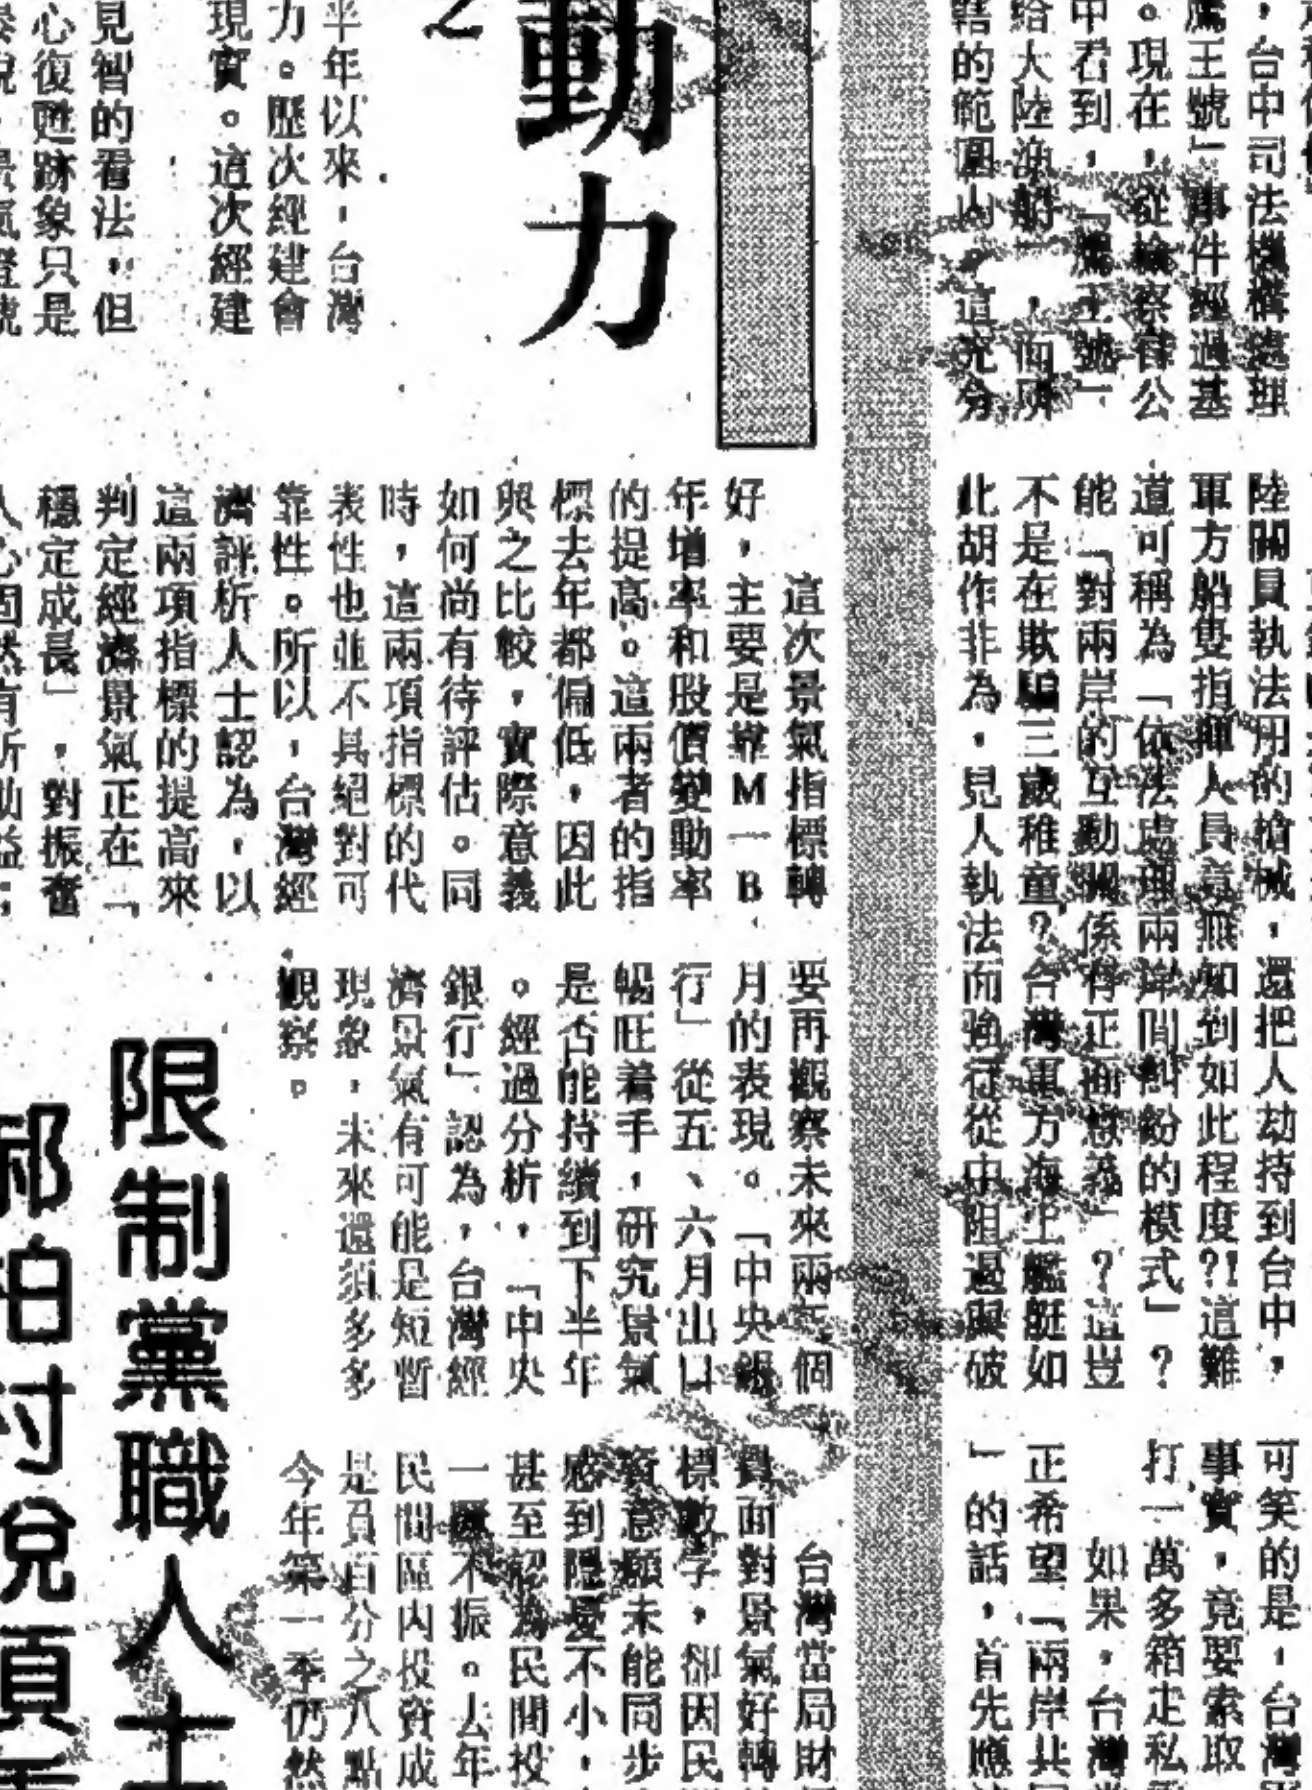 ，台中司法機構處理
鷹王號」事件經過基
。現在，從檢察官公
中看到，「鷹王號」
給大陸漁船，而
轄的範圍內。這充分
陸關員執法用的槍械，還把人劫持到台中，
軍方船隻指揮人員竟無知到如此程度?!這難
道可稱為「依法處理兩岸間糾紛的模式」？
能「對兩岸的互動關係有正面意義」？這豈
不是在欺騙三歲稚童？台灣軍方海上艦艇如
此胡作非為，見人執法而強行從中阻遏與破
可笑的是，台灣
事實，竟要索取
打一萬多箱走私
如果，台灣
正希望「兩岸共
」的話，首先應
動力
半年以來，台灣
力。歷次經建會
現實。這次經建
見智的看法，但
心復甦跡象只是
這次景氣指標轉
好，主要是靠M一B
年增率和股價變動率
的提高。這兩者的指
標去年都偏低，因此
與之比較，實際意義
如何尚有待評估。同
時，這兩項指標的代
表性也並不具絕對可
靠性。所以，台灣經
濟評析人士認為，以
這兩項指標的提高來
判定經濟景氣正在「
穩定成長」，對振奮
人心固然有所助益；
要再觀察未來兩三個
月的表現。「中央銀
行」從五、六月出口
暢旺着手，研究景氣
是否能持續到下半年
。經過分析，「中央
銀行」認為，台灣經
濟景氣有可能是短暫
現象，未來還須多多
觀察。
台灣當局財
費面對景氣好轉
標數字，卻因民
資意願未能同步
感到隱憂不小，
甚至認為民間投
一蹶不振。去年
民間區內投資成
是負百分之八點
今年第一季仍然
限制黨職人士
郝柏村說須